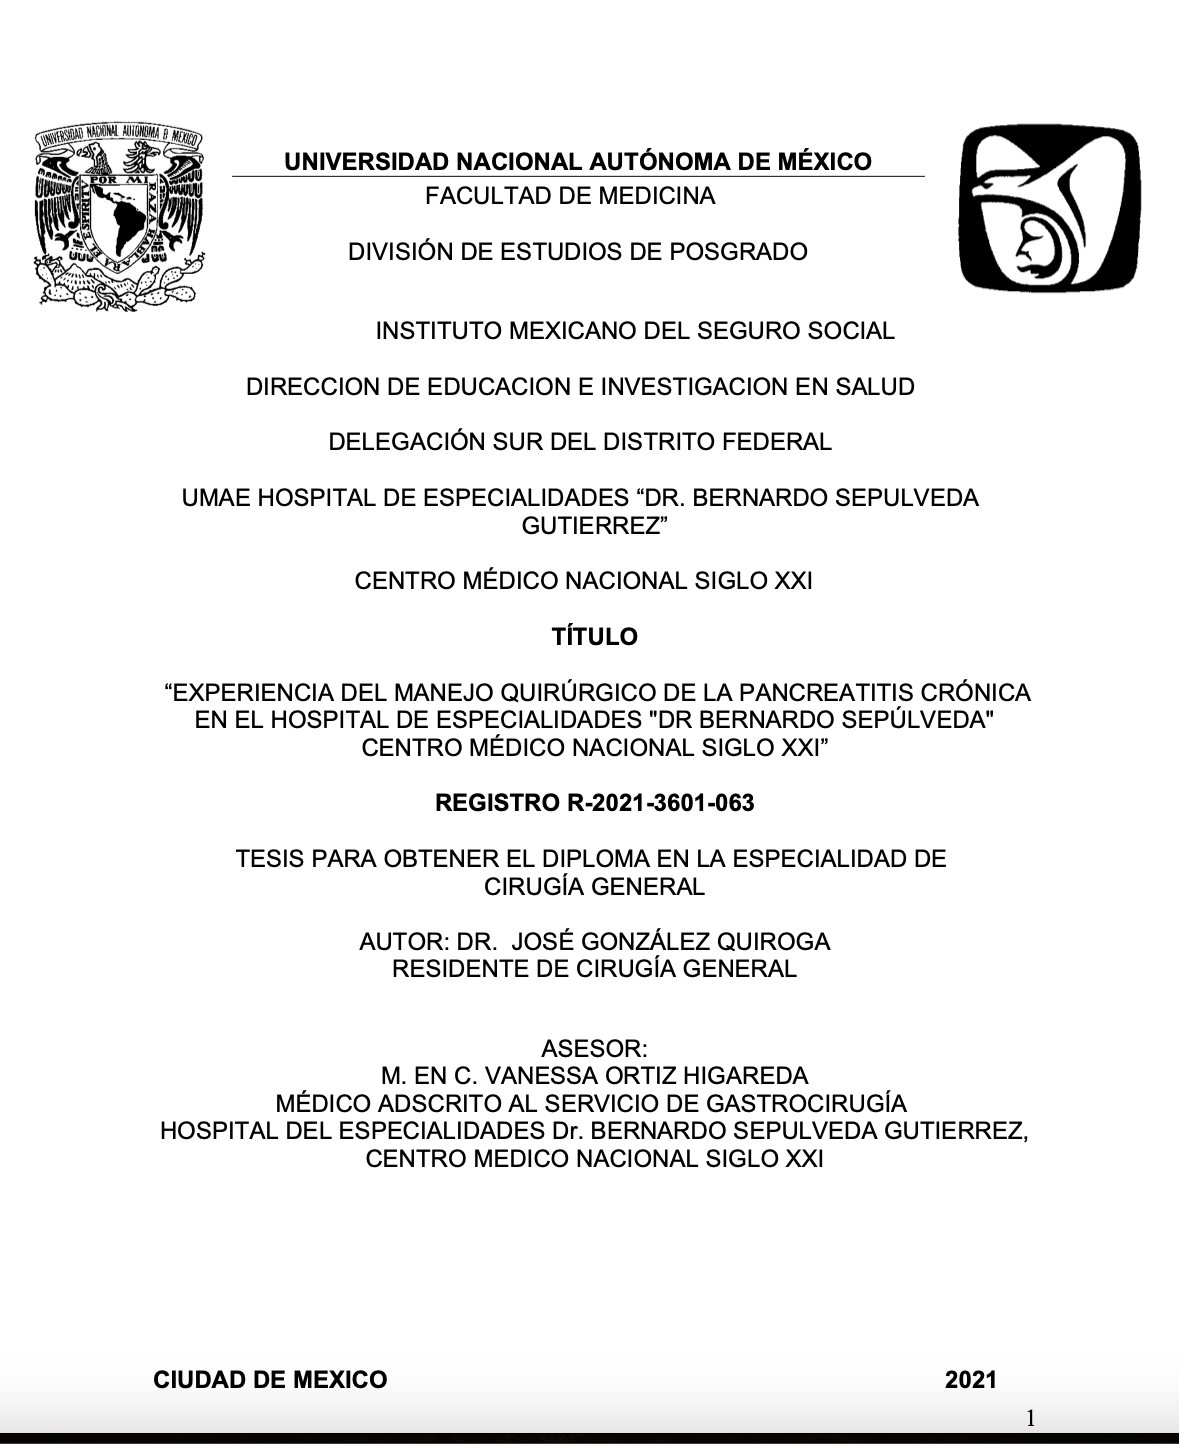 UNIVERSIDAD NACIONAL AUTÓNOMA D MEXICO
POR MI RAZA HABLARA EL ESPIRITU
UNIVERSIDAD NACIONAL AUTÓNOMA DE MÉXICO
FACULTAD DE MEDICINA
DIVISIÓN DE ESTUDIOS DE POSGRADO
INSTITUTO MEXICANO DEL SEGURO SOCIAL
DIRECCION DE EDUCACION E INVESTIGACION EN SALUD
DELEGACIÓN SUR DEL DISTRITO FEDERAL
UMAE HOSPITAL DE ESPECIALIDADES “DR. BERNARDO SEPULVEDA
GUTIERREZ”
CENTRO MÉDICO NACIONAL SIGLO XXI
TÍTULO
“EXPERIENCIA DEL MANEJO QUIRÚRGICO DE LA PANCREATITIS CRÓNICA
EN EL HOSPITAL DE ESPECIALIDADES "DR BERNARDO SEPÚLVEDA"
CENTRO MÉDICO NACIONAL SIGLO XXI”
REGISTRO R-2021-3601-063
TESIS PARA OBTENER EL DIPLOMA EN LA ESPECIALIDAD DE
CIRUGÍA GENERAL
AUTOR: DR.  JOSÉ GONZÁLEZ QUIROGA
RESIDENTE DE CIRUGÍA GENERAL
ASESOR:
M. EN C. VANESSA ORTIZ HIGAREDA
MÉDICO ADSCRITO AL SERVICIO DE GASTROCIRUGÍA
HOSPITAL DEL ESPECIALIDADES Dr. BERNARDO SEPULVEDA GUTIERREZ,
CENTRO MEDICO NACIONAL SIGLO XXI
CIUDAD DE MEXICO 2021
1